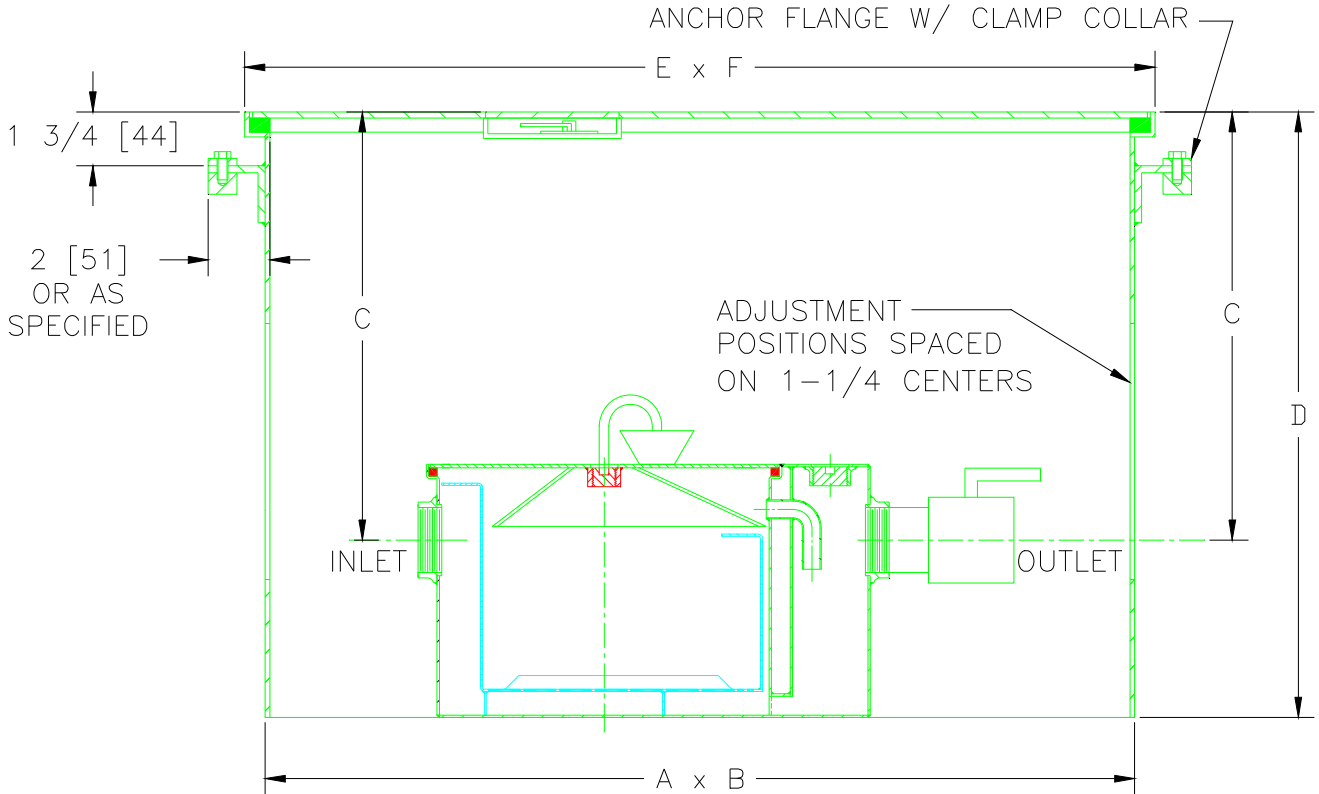 ANCHOR FLANGE W/ CLAMP COLLAR
E x F
1 3/4 [44]
2 [51]
OR AS
SPECIFIED
C
C
ADJUSTMENT
POSITIONS SPACED
ON 1-1/4 CENTERS
D
INLET
OUTLET
A x B